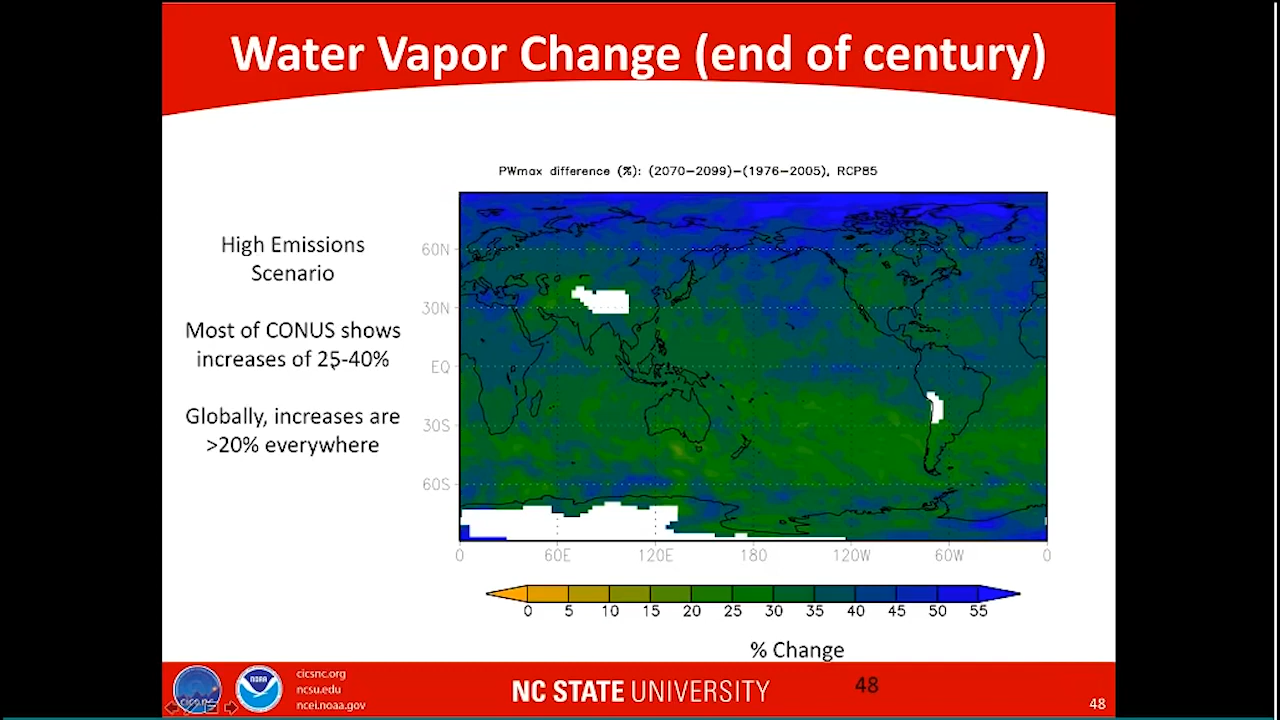 Water Vapor Change (end of century)
PWmax difference (%): (2070−2099)−(1976−2005), RCP85
High Emissions
Scenario
Most of CONUS shows
increases of 25-40%
Globally, increases are
>20% everywhere
60N
30N
EQ
30S
60S
0 60E 120E 180 120W 60W 0
0 5 10 15 20 25 30 35 40 45 50 55
% Change
NOAA
cicsnc.org
ncsu.edu
ncei.noaa.gov
NC STATE UNIVERSITY
48
48